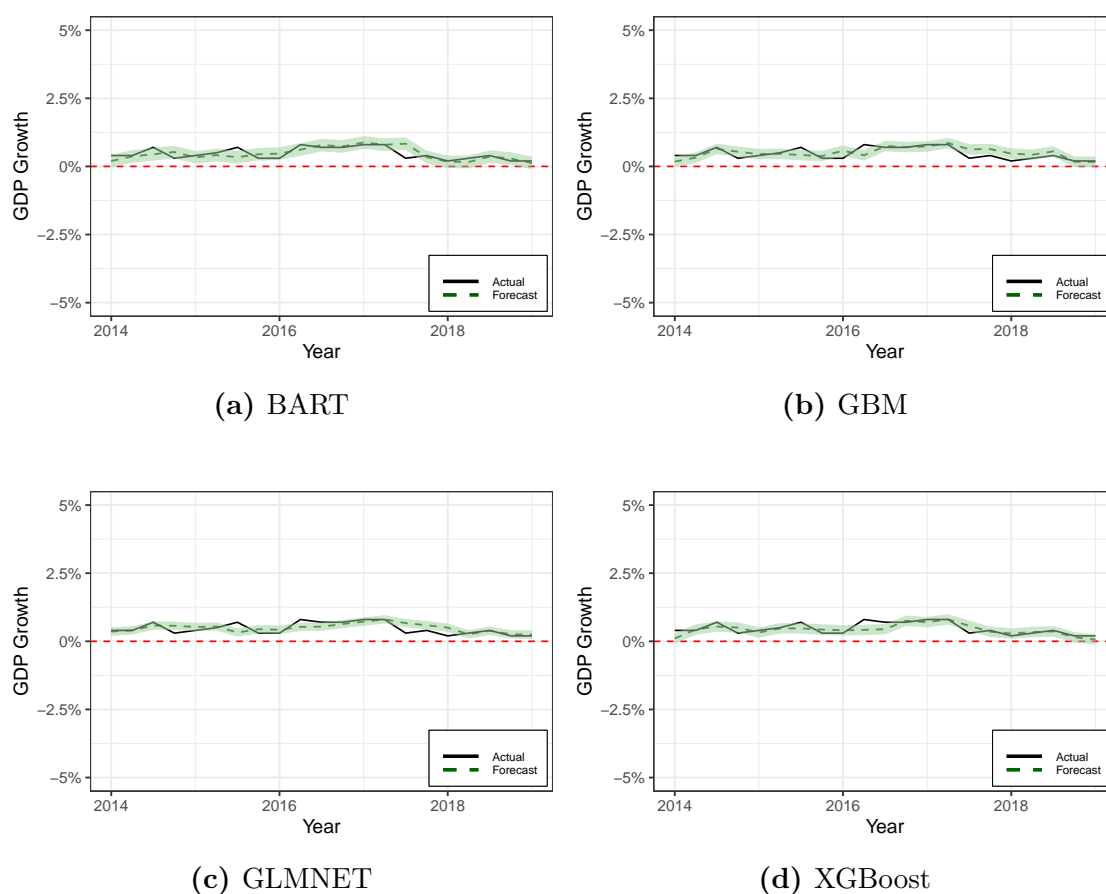 5%
2.5%
0%
−2.5%
−5%
GDP Growth
Actual
Forecast
2014
2016
2018
Year
(a) BART
5%
2.5%
0%
−2.5%
−5%
GDP Growth
Actual
Forecast
2014
2016
2018
Year
(b) GBM
5%
2.5%
0%
−2.5%
−5%
GDP Growth
Actual
Forecast
2014
2016
2018
Year
(c) GLMNET
5%
2.5%
0%
−2.5%
−5%
GDP Growth
Actual
Forecast
2014
2016
2018
Year
(d) XGBoost